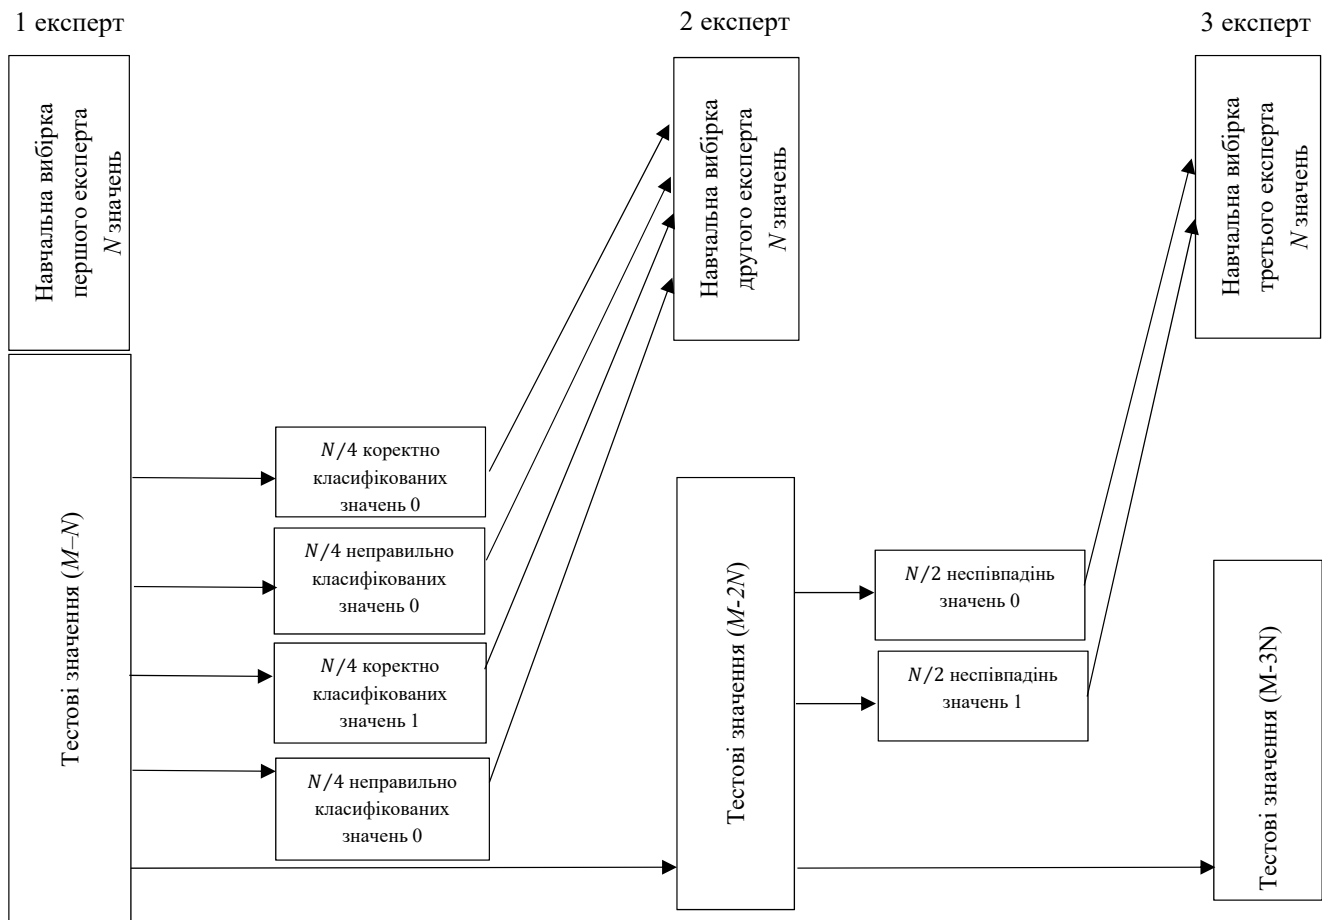 1 експерт
2 експерт
3 експерт
Навчальна вибірка
першого експерта
N значень
Навчальна вибірка
другого експерта
N значень
Навчальна вибірка
третього експерта
N значень
Тестові значення (M–N)
N/4 коректно
класифікованих
значень 0
N/4 неправильно
класифікованих
значень 0
N/4 коректно
класифікованих
значень 1
N/4 неправильно
класифікованих
значень 0
Тестові значення (M-2N)
N/2 неспівпадінь
значень 0
N/2 неспівпадінь
значень 1
Тестові значення (M-3N)